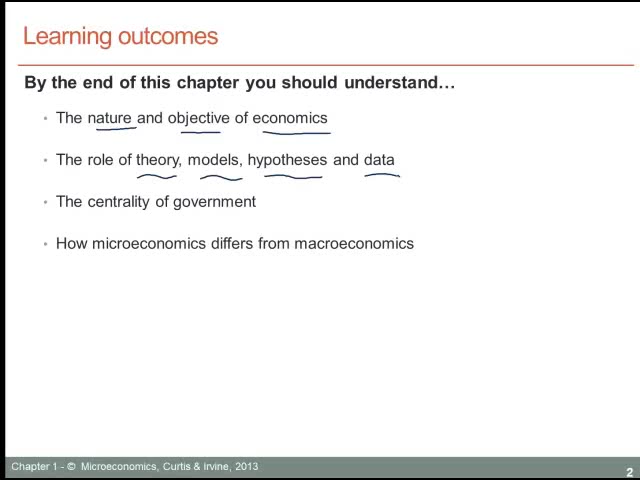 Learning outcomes
By the end of this chapter you should understand…
• The nature and objective of economics
• The role of theory, models, hypotheses and data
• The centrality of government
• How microeconomics differs from macroeconomics
Chapter 1 - © Microeconomics, Curtis & Irvine, 2013
2